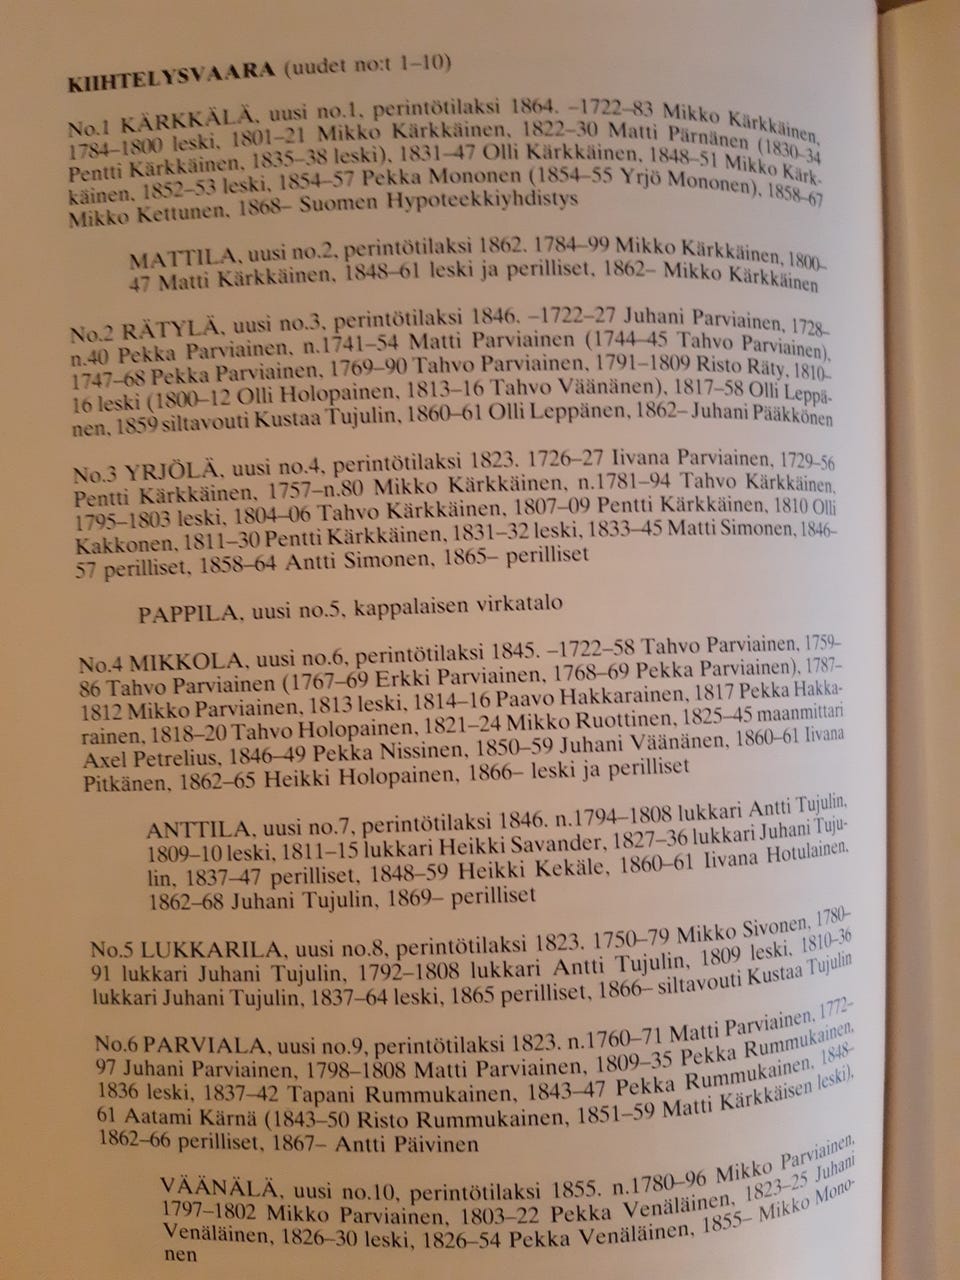 KIIHTELYSVAARA (uudet no:t 1–10)
No.1 KÄRKKÄLÄ, uusi no.1, perintötilaksi 1864. –1722–83 Mikko Kärkkäinen,
1784–1800 leski, 1801–21 Mikko Kärkkäinen, 1822–30 Matti Pärnänen (1830–34
Pentti Kärkkäinen, 1835–38 leski), 1831–47 Olli Kärkkäinen, 1848–51 Mikko Kärk-
käinen, 1852–53 leski, 1854–57 Pekka Mononen (1854–55 Yrjö Mononen), 1858–67
Mikko Kettunen, 1868– Suomen Hypoteekkiyhdistys
MATTILA, uusi no.2, perintötilaksi 1862. 1784–99 Mikko Kärkkäinen, 1800–
47 Matti Kärkkäinen, 1848–61 leski ja perilliset, 1862– Mikko Kärkkäinen
No.2 RÄTYLÄ, uusi no.3, perintötilaksi 1846. –1722–27 Juhani Parviainen, 1728–
n.40 Pekka Parviainen, n.1741–54 Matti Parviainen (1744–45 Tahvo Parviainen),
1747–68 Pekka Parviainen, 1769–90 Tahvo Parviainen, 1791–1809 Risto Räty, 1810–
16 leski (1800–12 Olli Holopainen, 1813–16 Tahvo Väänänen), 1817–58 Olli Leppä-
nen, 1859 siltavouti Kustaa Tujulin, 1860–61 Olli Leppänen, 1862– Juhani Pääkkönen
No.3 YRJÖLÄ, uusi no.4, perintötilaksi 1823. 1726–27 Iivana Parviainen, 1729–56
Pentti Kärkkäinen, 1757–n.80 Mikko Kärkkäinen, n.1781–94 Tahvo Kärkkäinen,
1795–1803 leski, 1804–06 Tahvo Kärkkäinen, 1807–09 Pentti Kärkkäinen, 1810 Olli
Kakkonen, 1811–30 Pentti Kärkkäinen, 1831–32 leski, 1833–45 Matti Simonen, 1846–
57 perilliset, 1858–64 Antti Simonen, 1865– perilliset
PAPPILA, uusi no.5, kappalaisen virkatalo
No.4 MIKKOLA, uusi no.6, perintötilaksi 1845. –1722–58 Tahvo Parviainen, 1759–
86 Tahvo Parviainen (1767–69 Erkki Parviainen, 1768–69 Pekka Parviainen), 1787–
1812 Mikko Parviainen, 1813 leski, 1814–16 Paavo Hakkarainen, 1817 Pekka Hakka-
rainen, 1818–20 Tahvo Holopainen, 1821–24 Mikko Ruottinen, 1825–45 maanmittari
Axel Petrelius, 1846–49 Pekka Nissinen, 1850–59 Juhani Väänänen, 1860–61 Iivana
Pitkänen, 1862–65 Heikki Holopainen, 1866– leski ja perilliset
ANTTILA, uusi no.7, perintötilaksi 1846. n.1794–1808 lukkari Antti Tujulin,
1809–10 leski, 1811–15 lukkari Heikki Savander, 1827–36 lukkari Juhani Tuju-
lin, 1837–47 perilliset, 1848–59 Heikki Kekäle, 1860–61 Iivana Hotulainen,
1862–68 Juhani Tujulin, 1869– perilliset
No.5 LUKKARILA, uusi no.8, perintötilaksi 1823. 1750–79 Mikko Sivonen, 1780–
91 lukkari Juhani Tujulin, 1792–1808 lukkari Antti Tujulin, 1809 leski, 1810–36
lukkari Juhani Tujulin, 1837–64 leski, 1865 perilliset, 1866– siltavouti Kustaa Tujulin
No.6 PARVIALA, uusi no.9, perintötilaksi 1823. n.1760–71 Matti Parviainen, 1772–
97 Juhani Parviainen, 1798–1808 Matti Parviainen, 1809–35 Pekka Rummukainen,
1836 leski, 1837–42 Tapani Rummukainen, 1843–47 Pekka Rummukainen, 1848–
61 Aatami Kärnä (1843–50 Risto Rummukainen, 1851–59 Matti Kärkkäisen leski),
1862–66 perilliset, 1867– Antti Päivinen
VÄÄNÄLÄ, uusi no.10, perintötilaksi 1855. n.1780–96 Mikko Parviainen,
1797–1802 Mikko Parviainen, 1803–22 Pekka Venäläinen, 1823–25 Juhani
Venäläinen, 1826–30 leski, 1826–54 Pekka Venäläinen, 1855– Mikko Mono-
nen